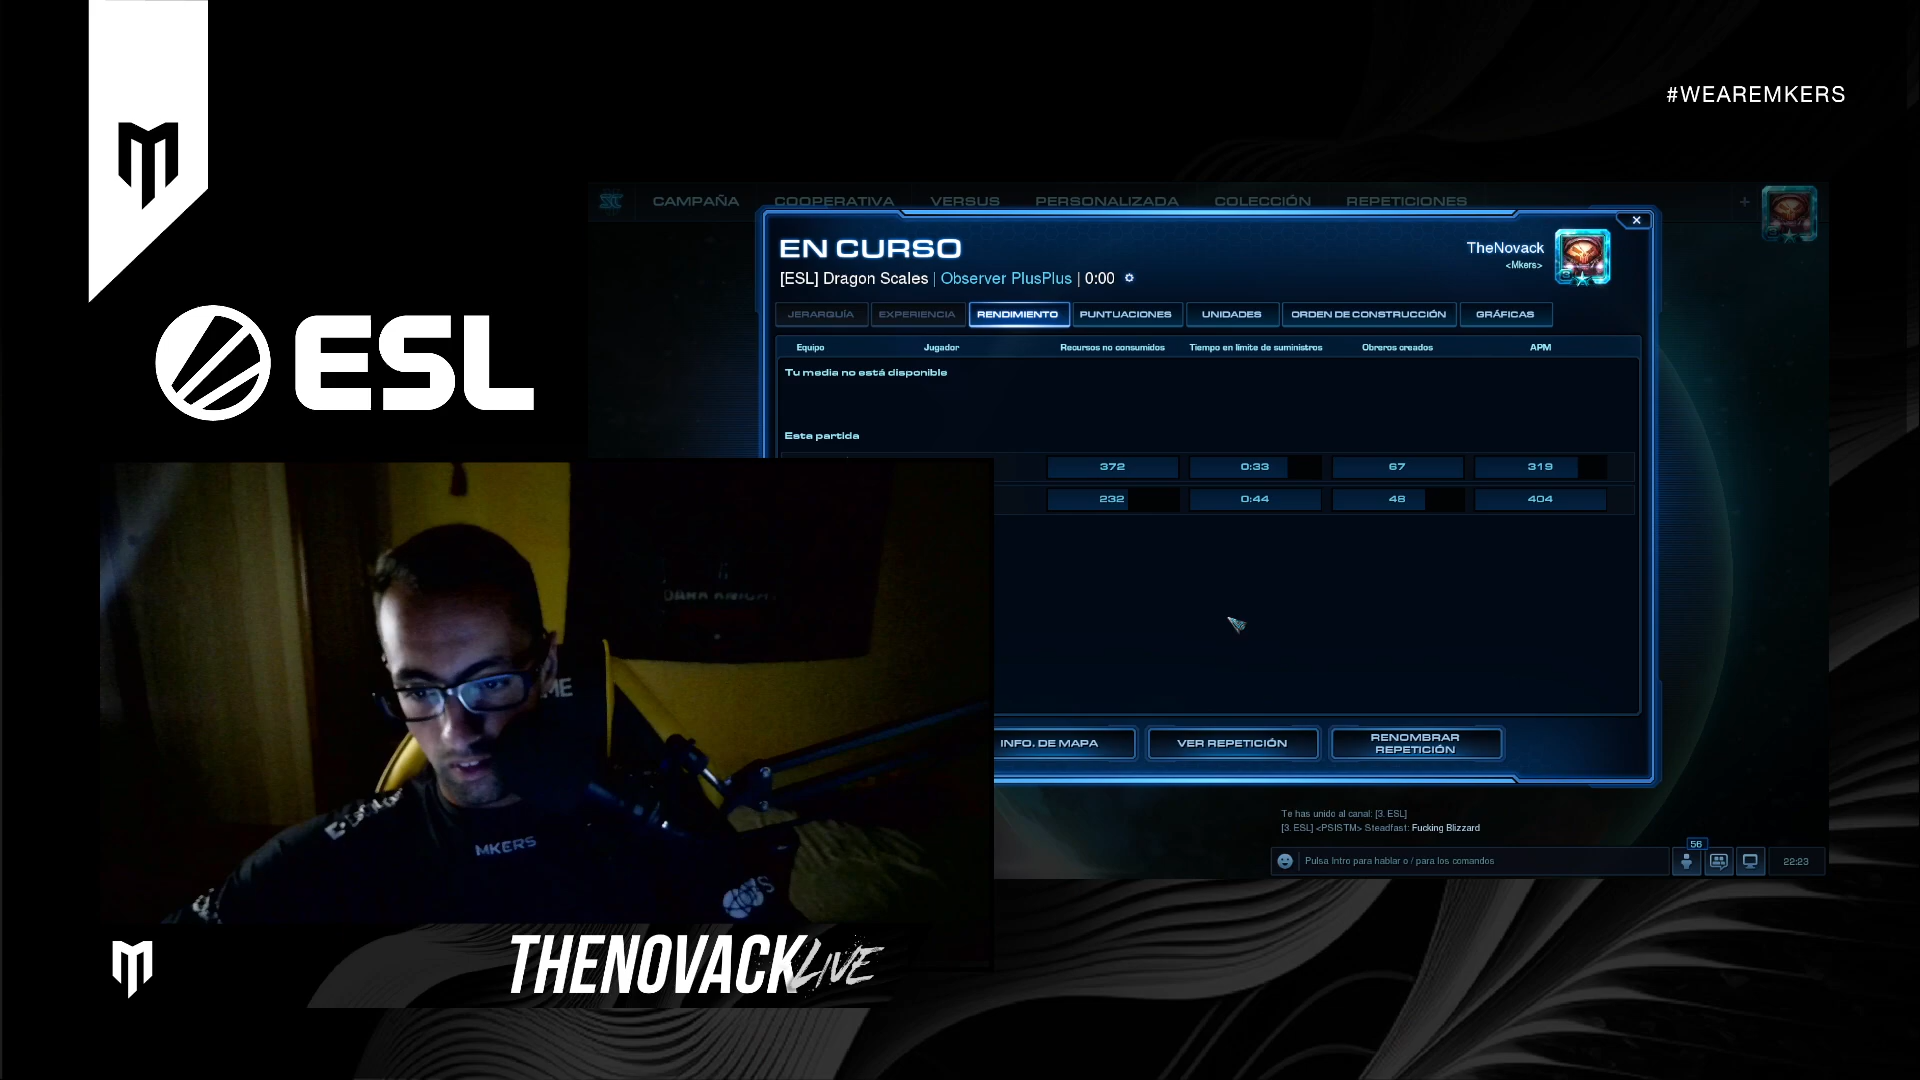 #WEAREMKERS
ESL
CAMPAÑA COOPERATIVA VERSUS PERSONALIZADA COLECCIÓN REPETICIONES
EN CURSO
TheNovack
<Mkers>
[ESL] Dragon Scales | Observer PlusPlus | 0:00
JERARQUÍA EXPERIENCIA RENDIMIENTO PUNTUACIONES UNIDADES ORDEN DE CONSTRUCCIÓN GRÁFICAS
Equipo Jugador Recursos no consumidos Tiempo en límite de suministros Obreros creados APM
Tu media no está disponible
Esta partida
372 0:33 67 319
232 0:44 48 404
DARK KNIGHT
MKERS
INFO. DE MAPA VER REPETICIÓN RENOMBRAR REPETICIÓN
Te has unido al canal: [3. ESL]
[3. ESL] <PSISTM> Steadfast: Fucking Blizzard
56
Pulsa Intro para hablar o / para los comandos
22:23
THENOVACK LIVE